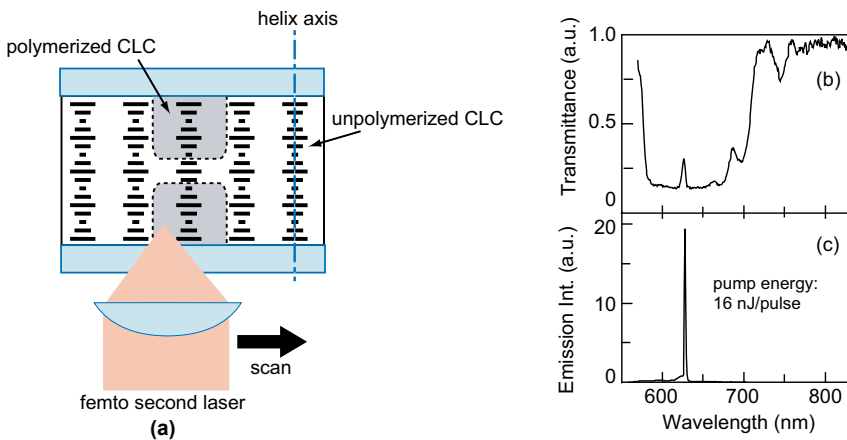 helix axis
polymerized CLC
unpolymerized CLC
scan
femto second laser
(a)
Transmittance (a.u.)
1.0
0.5
0
(b)
Emission Int. (a.u.)
20
10
0
(c)
pump energy:
16 nJ/pulse
600
700
800
Wavelength (nm)